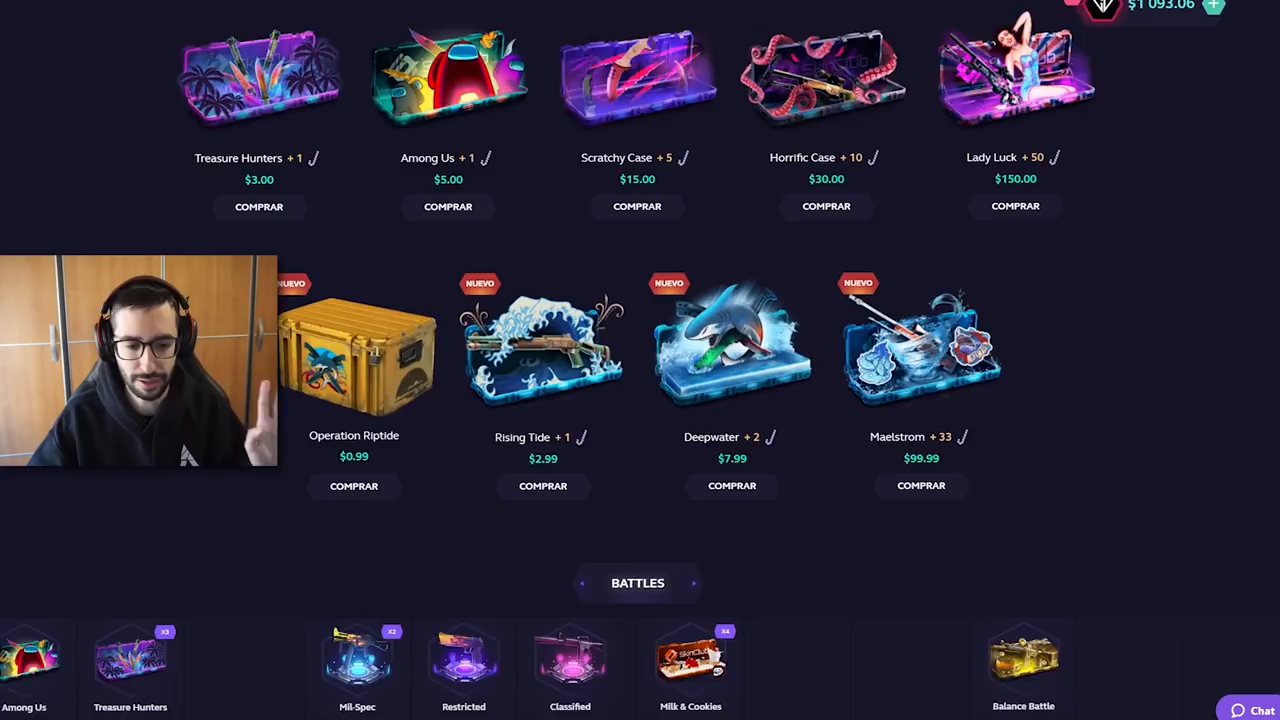 $1 093.06
Treasure Hunters + 1
Among Us + 1
Scratchy Case + 5
Horrific Case + 10
Lady Luck + 50
$3.00
$5.00
$15.00
$30.00
$150.00
COMPRAR
COMPRAR
COMPRAR
COMPRAR
COMPRAR
NUEVO
NUEVO
NUEVO
NUEVO
Operation Riptide
Rising Tide + 1
Deepwater + 2
Maelstrom + 33
$0.99
$2.99
$7.99
$99.99
COMPRAR
COMPRAR
COMPRAR
COMPRAR
BATTLES
X3
X2
X4
SkinClub
Among Us
Treasure Hunters
Mil-Spec
Restricted
Classified
Milk & Cookies
Balance Battle
Chat